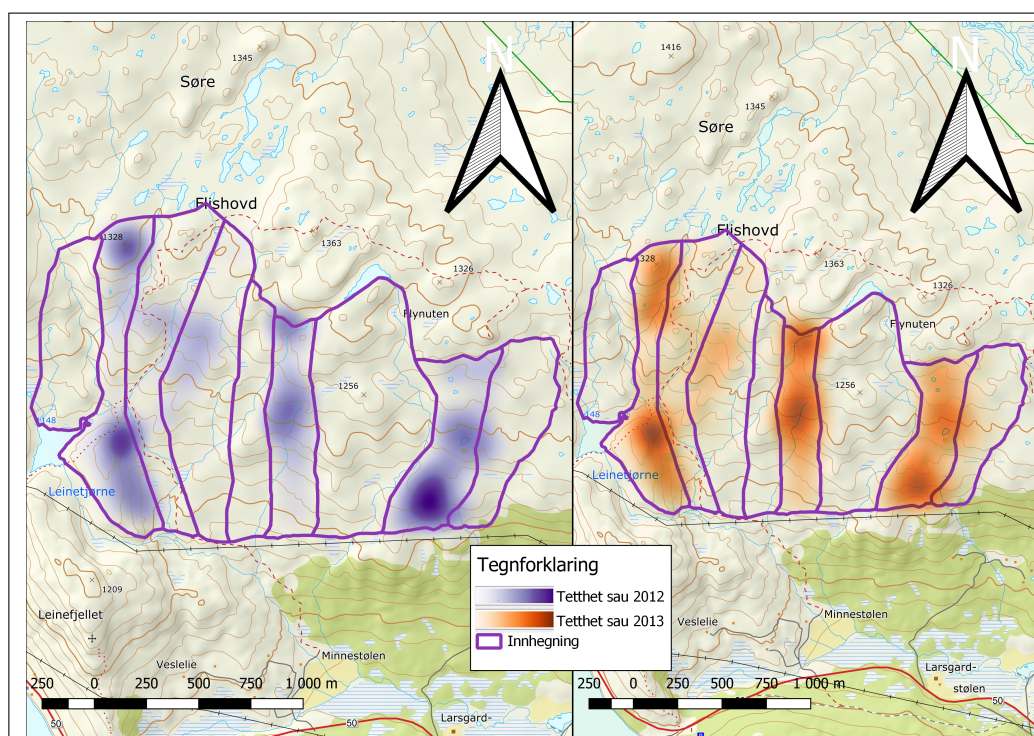 N
1345
Søre
Flishovd
1328
1363
1326
Flynuten
1256
148
Leinetjørne
1209
Leinefjellet
Veslelie
Minnestølen
Larsgard-
50
250 0 250 500 750 1 000 m
N
1416
1345
Søre
Flishovd
328
1363
1326
Flynuten
1256
148
Leinetjørne
Veslelie
Minnestølen
Larsgard-
stølen
50
250 0 250 500 750 1 000 m
Tegnforklaring
Tetthet sau 2012
Tetthet sau 2013
Innhegning